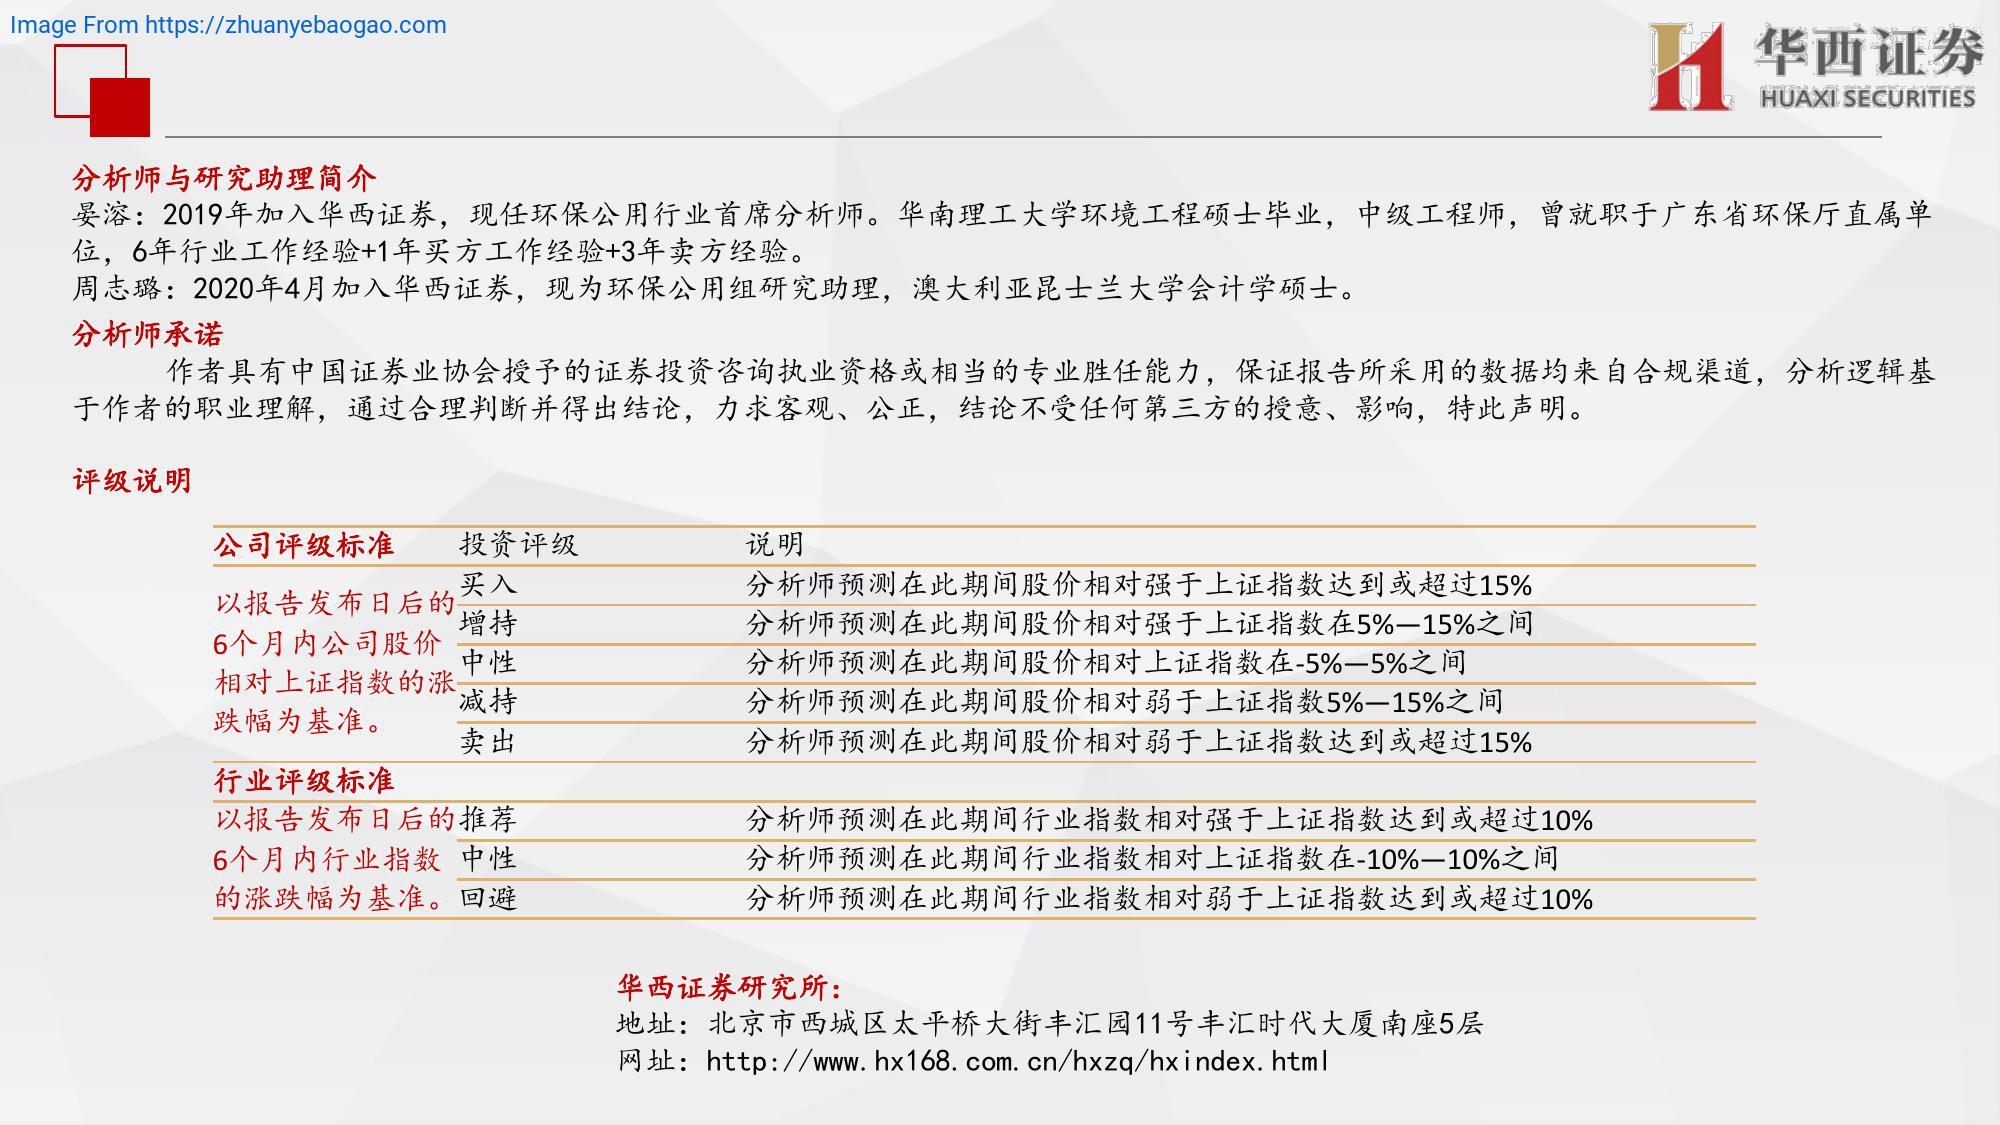 Image From https://zhuanyebaogao.com
华西证券
HUAXI SECURITIES
分析师与研究助理简介
晏溶：2019年加入华西证券，现任环保公用行业首席分析师。华南理工大学环境工程硕士毕业，中级工程师，曾就职于广东省环保厅直属单
位，6年行业工作经验+1年买方工作经验+3年卖方经验。
周志璐：2020年4月加入华西证券，现为环保公用组研究助理，澳大利亚昆士兰大学会计学硕士。
分析师承诺
作者具有中国证券业协会授予的证券投资咨询执业资格或相当的专业胜任能力，保证报告所采用的数据均来自合规渠道，分析逻辑基
于作者的职业理解，通过合理判断并得出结论，力求客观、公正，结论不受任何第三方的授意、影响，特此声明。
评级说明
公司评级标准 投资评级 说明
以报告发布日后的
6个月内公司股价
相对上证指数的涨
跌幅为基准。
买入 分析师预测在此期间股价相对强于上证指数达到或超过15%
增持 分析师预测在此期间股价相对强于上证指数在5%—15%之间
中性 分析师预测在此期间股价相对上证指数在-5%—5%之间
减持 分析师预测在此期间股价相对弱于上证指数5%—15%之间
卖出 分析师预测在此期间股价相对弱于上证指数达到或超过15%
行业评级标准
以报告发布日后的
6个月内行业指数
的涨跌幅为基准。
推荐 分析师预测在此期间行业指数相对强于上证指数达到或超过10%
中性 分析师预测在此期间行业指数相对上证指数在-10%—10%之间
回避 分析师预测在此期间行业指数相对弱于上证指数达到或超过10%
华西证券研究所：
地址：北京市西城区太平桥大街丰汇园11号丰汇时代大厦南座5层
网址：http://www.hx168.com.cn/hxzq/hxindex.html